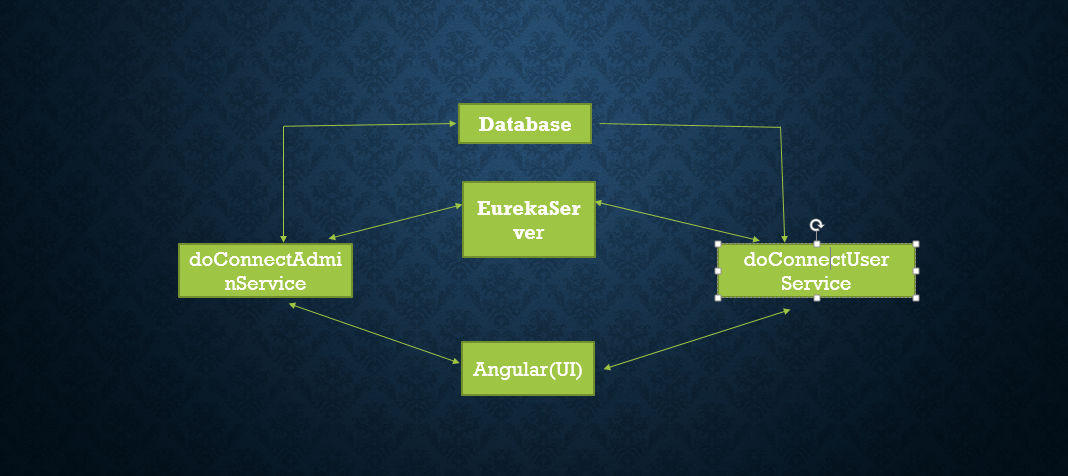 Database
EurekaSer
ver
doConnectAdmi
nService
doConnectUser
Service
Angular(UI)